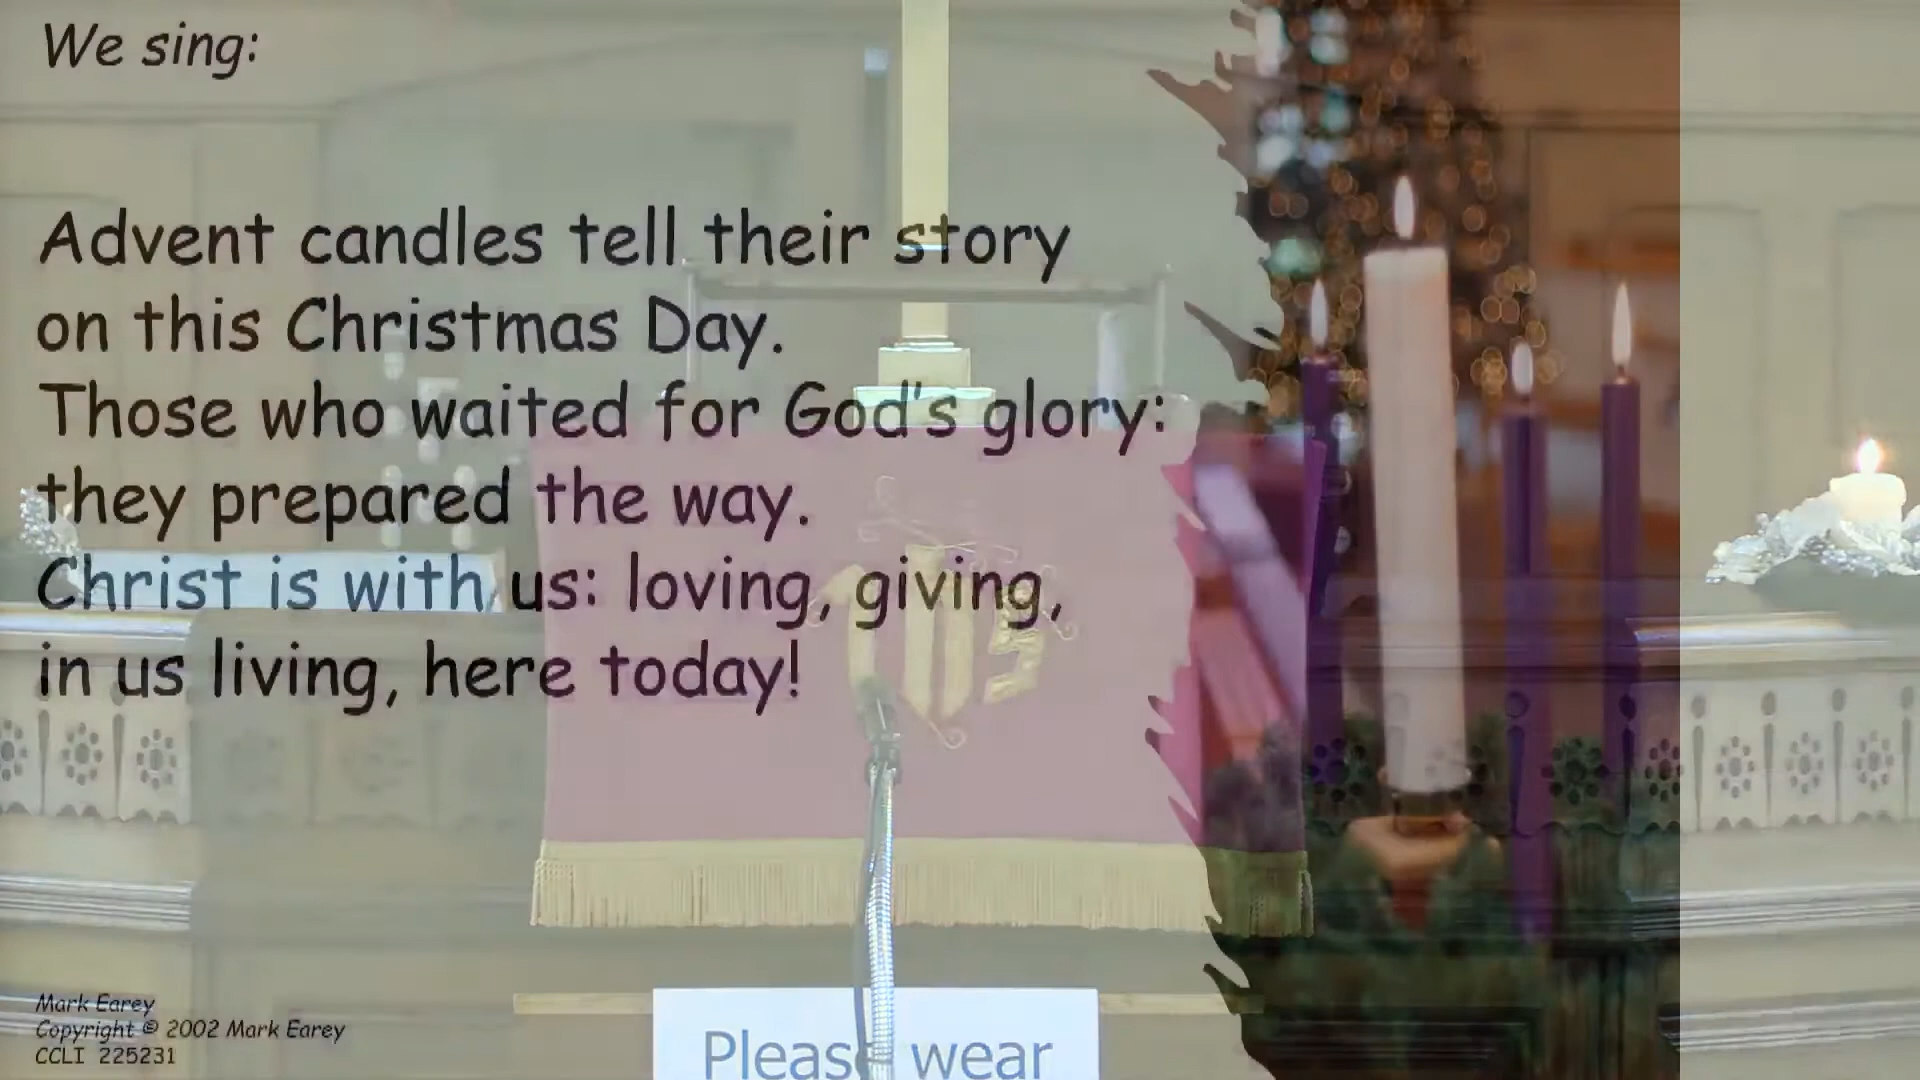 We sing:
Advent candles tell their story
on this Christmas Day.
Those who waited for God's glory:
they prepared the way.
Christ is with us: loving, giving,
in us living, here today!
IHS
Mark Earey
Copyright © 2002 Mark Earey
CCLI 225231
Please wear